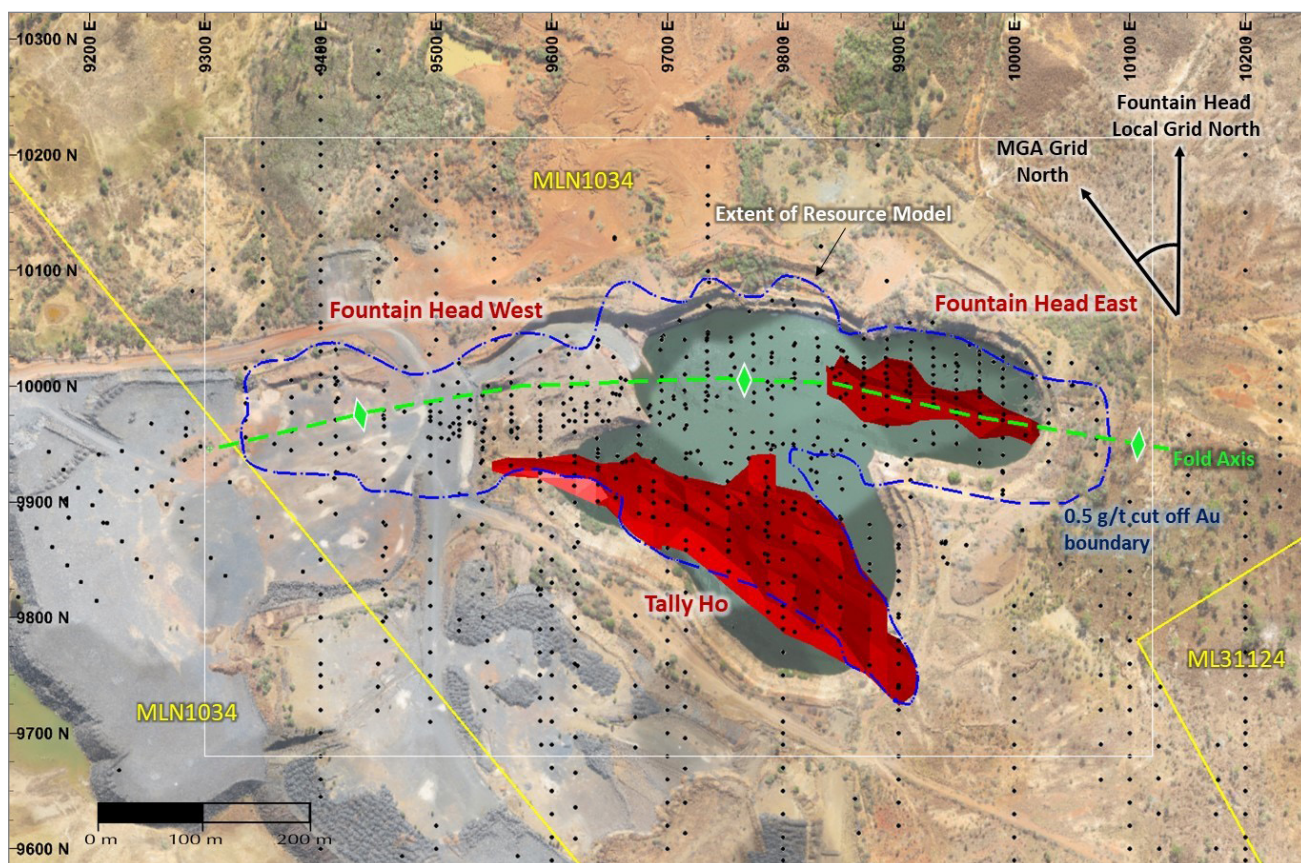 9200 E
9300 E
9400 E
9500 E
9600 E
9700 E
9800 E
9900 E
10000 E
10100 E
10200 E
10300 N
10200 N
10100 N
10000 N
9900 N
9800 N
9700 N
9600 N
Fountain Head
Local Grid North
MGA Grid
North
MLN1034
Extent of Resource Model
Fountain Head West
Fountain Head East
Fold Axis
0.5 g/t cut off Au
boundary
Tally Ho
ML31124
MLN1034
0 m
100 m
200 m